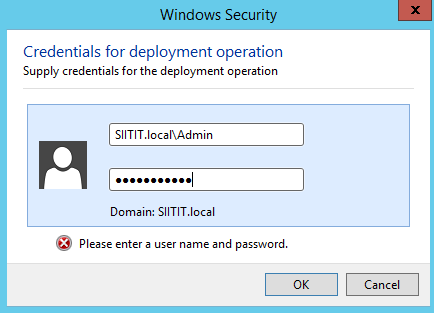 Windows Security
x
Credentials for deployment operation
Supply credentials for the deployment operation
SIITIT.local\Admin
●●●●●●●●●●●
Domain: SIITIT.local
Please enter a user name and password.
OK
Cancel